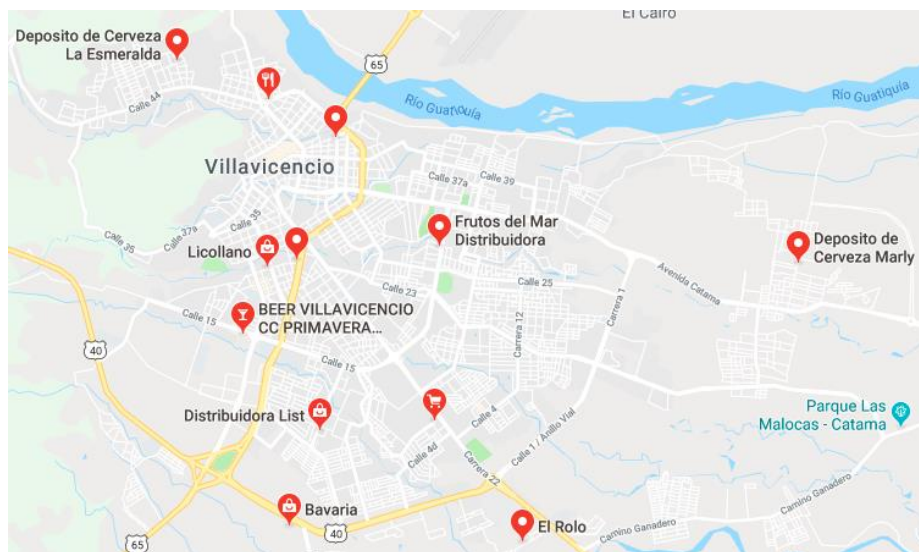 El Cairo
Deposito de Cerveza
La Esmeralda
65
Río Guatiquía
Río Guatiquía
Calle 44
Villavicencio
Calle 37a
Calle 39
Calle 35
Calle 37a
Calle 35
Frutos del Mar
Distribuidora
Licollano
Deposito de
Cerveza Marly
Avenida Catama
Calle 25
Calle 23
Carrera 1
BEER VILLAVICENCIO
CC PRIMAVERA...
Calle 15
Carrera 12
40
Calle 15
Distribuidora List
Calle 4
Parque Las
Malocas - Catama
Calle 4d
Calle 1 / Anillo Vial
Carrera 22
Bavaria
El Rolo
Camino Ganadero
Camino Ganadero
40
65